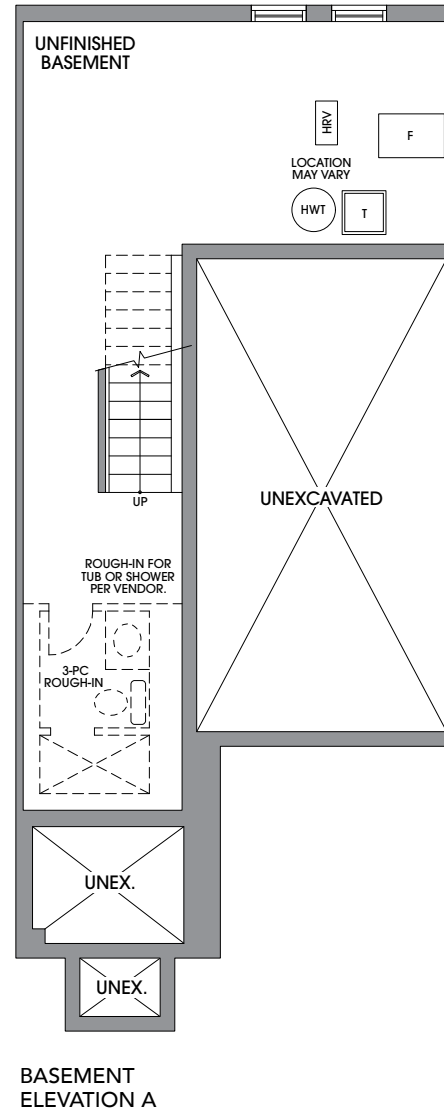 UNFINISHED
BASEMENT
HRV
F
LOCATION
MAY VARY
HWT
T
UP
UNEXCAVATED
ROUGH-IN FOR
TUB OR SHOWER
PER VENDOR.
3-PC
ROUGH-IN
UNEX.
UNEX.
BASEMENT
ELEVATION A